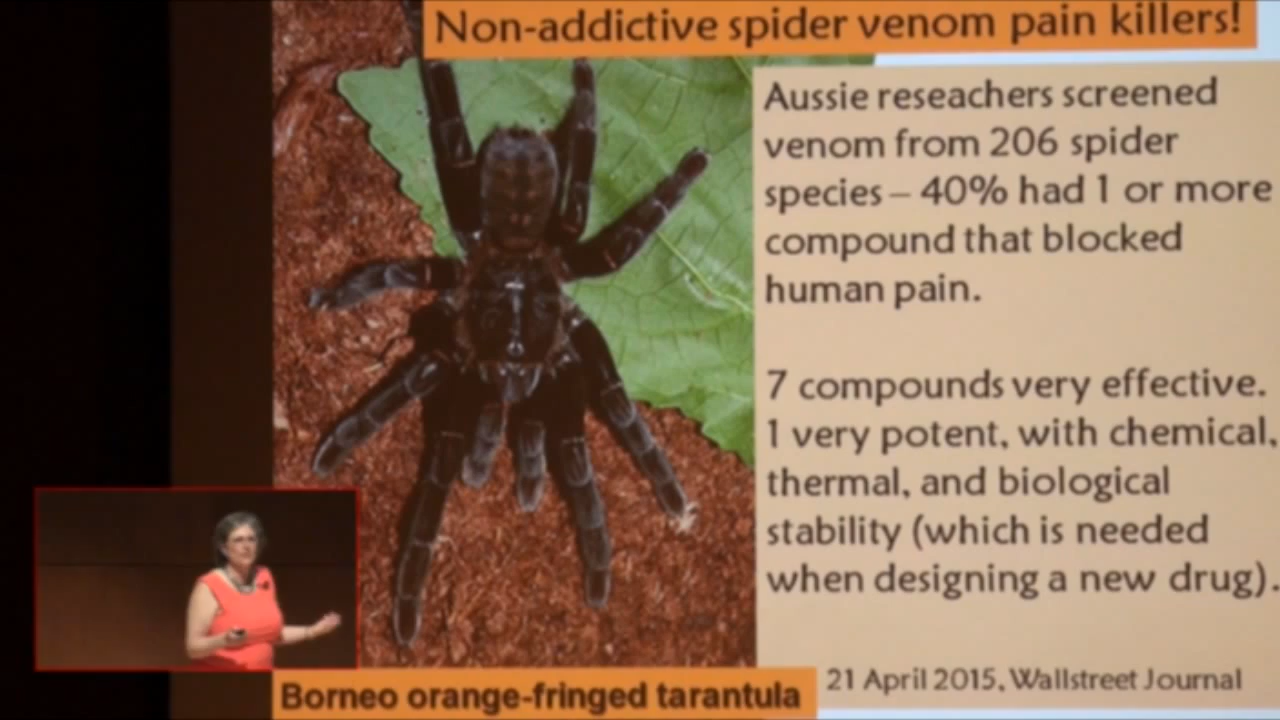 Non-addictive spider venom pain killers!
Aussie reseachers screened
venom from 206 spider
species – 40% had 1 or more
compound that blocked
human pain.
7 compounds very effective.
1 very potent, with chemical,
thermal, and biological
stability (which is needed
when designing a new drug).
21 April 2015, Wallstreet Journal
Borneo orange-fringed tarantula